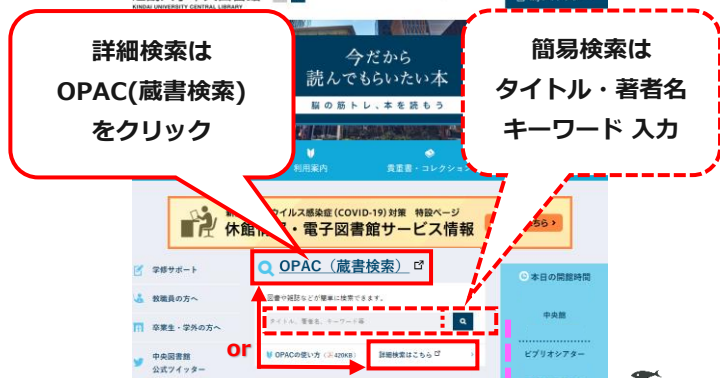 KINDAI UNIVERSITY CENTRAL LIBRARY
詳細検索は
OPAC(蔵書検索)
をクリック
今だから
読んでもらいたい本
脳の筋トレ、本を読もう
簡易検索は
タイトル・著者名
キーワード 入力
利用案内
貴重書・コレクション
イルス感染症(COVID-19)対策 特設ページ
休館情報・電子図書館サービス情報
ちら >
学修サポート
教職員の方へ
卒業生・学外の方へ
中央図書館
公式ツイッター
OPAC(蔵書検索)
図書や雑誌などが簡単に検索できます。
タイトル、著者名、キーワード等
or
OPACの使い方 (420KB)
詳細検索はこちら
本日の開館時間
中央館
ビブリオシアター